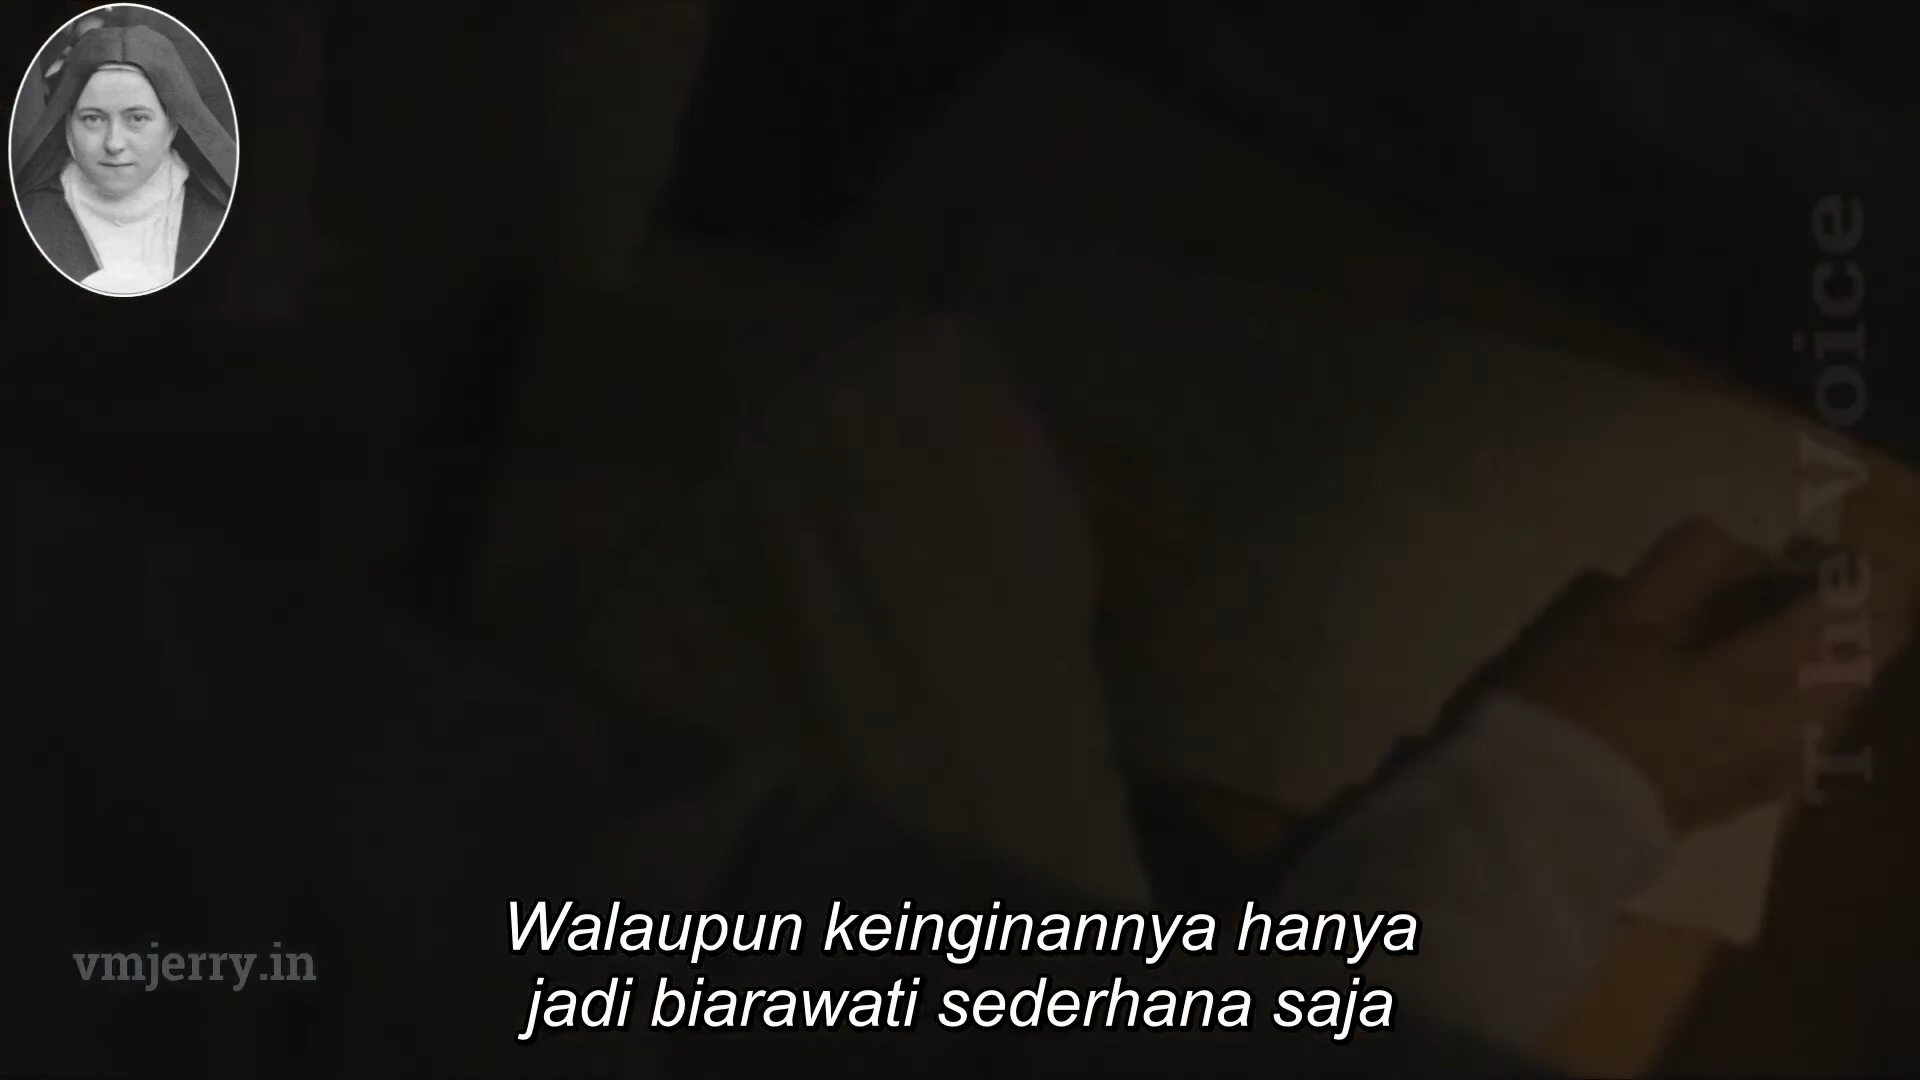 The Voice
vmjerry.in
Walaupun keinginannya hanya
jadi biarawati sederhana saja